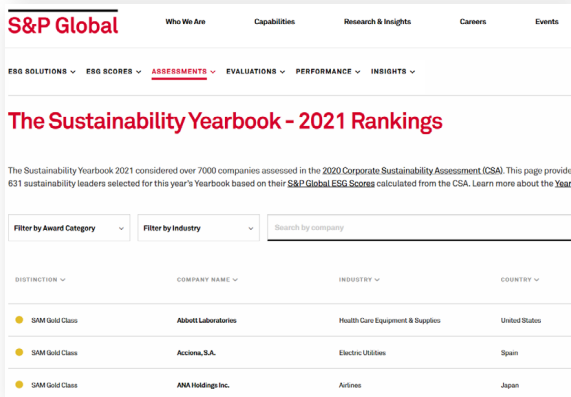 S&P Global
Who We Are Capabilities Research & Insights Careers Events
ESG SOLUTIONS ESG SCORES ASSESSMENTS EVALUATIONS PERFORMANCE INSIGHTS
The Sustainability Yearbook - 2021 Rankings
The Sustainability Yearbook 2021 considered over 7000 companies assessed in the 2020 Corporate Sustainability Assessment (CSA). This page provide
631 sustainability leaders selected for this year's Yearbook based on their S&P Global ESG Scores calculated from the CSA. Learn more about the Year
Filter by Award Category Filter by Industry Search by company
DISTINCTION COMPANY NAME INDUSTRY COUNTRY
SAM Gold Class Abbott Laboratories Health Care Equipment & Supplies United States
SAM Gold Class Acciona, S.A. Electric Utilities Spain
SAM Gold Class ANA Holdings Inc. Airlines Japan